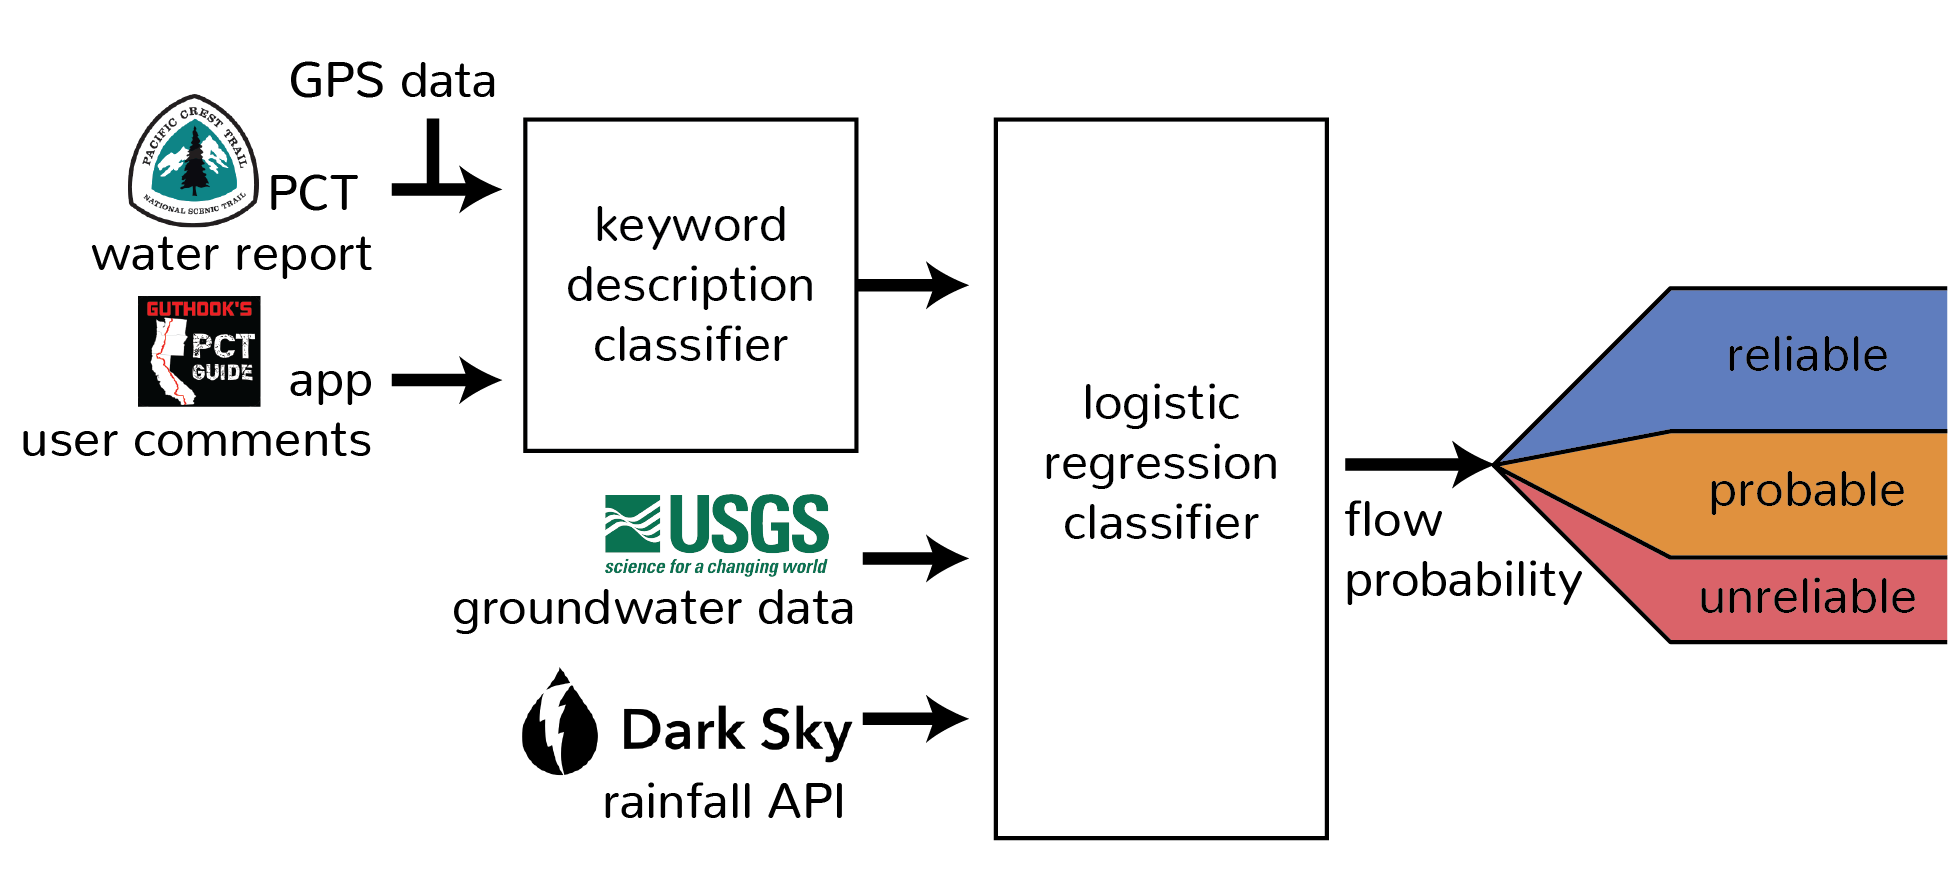 GPS data
PACIFIC CREST TRAIL
NATIONAL SCENIC TRAIL
PCT
water report
GUTHOOK'S
PCT
GUIDE
app
user comments
keyword
description
classifier
USGS
science for a changing world
groundwater data
Dark Sky
rainfall API
logistic
regression
classifier
flow
probability
reliable
probable
unreliable